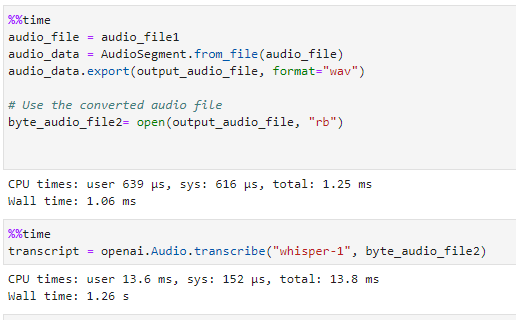 %%time
audio_file = audio_file1
audio_data = AudioSegment.from_file(audio_file)
audio_data.export(output_audio_file, format="wav")
# Use the converted audio file
byte_audio_file2= open(output_audio_file, "rb")
CPU times: user 639 µs, sys: 616 µs, total: 1.25 ms
Wall time: 1.06 ms
%%time
transcript = openai.Audio.transcribe("whisper-1", byte_audio_file2)
CPU times: user 13.6 ms, sys: 152 µs, total: 13.8 ms
Wall time: 1.26 s